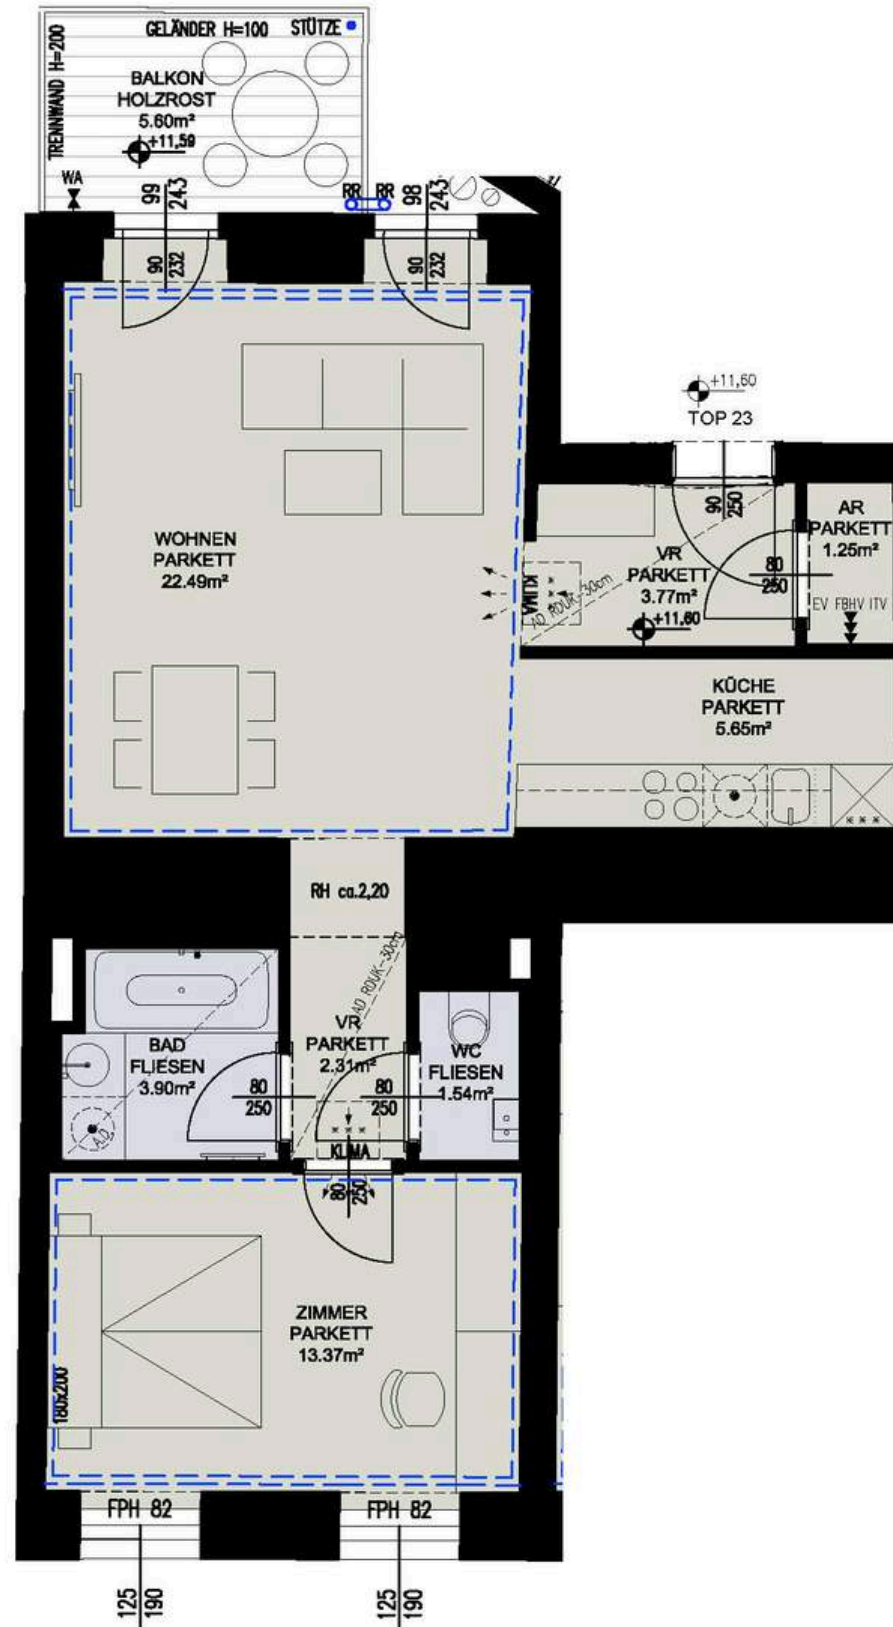 GELÄNDER H=100 STÜTZE
TRENNWAND H=200
BALKON
HOLZROST
5.60m²
+11,59
WA
99
243
RR RR
98
243
90
232
90
232
+11,60
TOP 23
90
250
WOHNEN
PARKETT
22.49m²
KLIMA
VR
PARKETT
3.77m²
+11,60
AD RDUK-30cm
80
250
AR
PARKETT
1.25m²
EV FBHV ITV
KÜCHE
PARKETT
5.65m²
RH ca.2,20
AD RDUK-30cm
VR
PARKETT
2.31m²
BAD
FLIESEN
3.90m²
A.D
80
250
80
250
WC
FLIESEN
1.54m²
KLIMA
80
250
ZIMMER
PARKETT
13.37m²
180x200
FPH 82
FPH 82
125
190
125
190